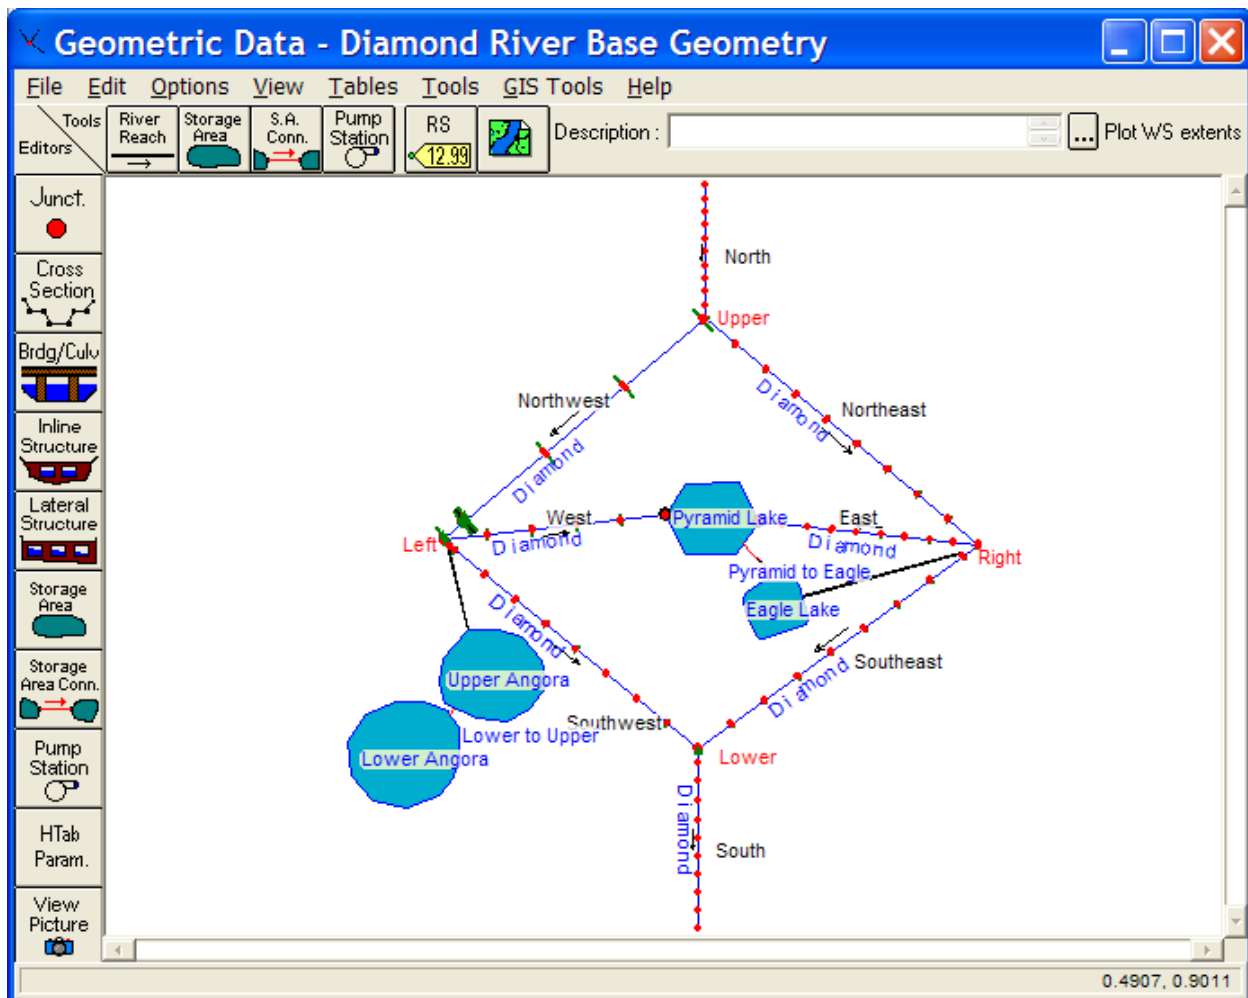 Geometric Data - Diamond River Base Geometry
File Edit Options View Tables Tools GIS Tools Help
Tools
Editors
River
Reach
Storage
Area
S.A.
Conn.
Pump
Station
RS
12.99
Description :
...
Plot WS extents
Junct.
Cross
Section
Brdg/Culv
Inline
Structure
Lateral
Structure
Storage
Area
Storage
Area Conn.
Pump
Station
HTab
Param.
View
Picture
North
Upper
Northwest
Diamond
Diamond
Northeast
West
Diamond
Pyramid Lake
East
Diamond
Left
Right
Pyramid to Eagle
Eagle Lake
Diamond
Southeast
Diamond
Upper Angora
Southwest
Lower to Upper
Lower Angora
Lower
Diamond
South
0.4907, 0.9011